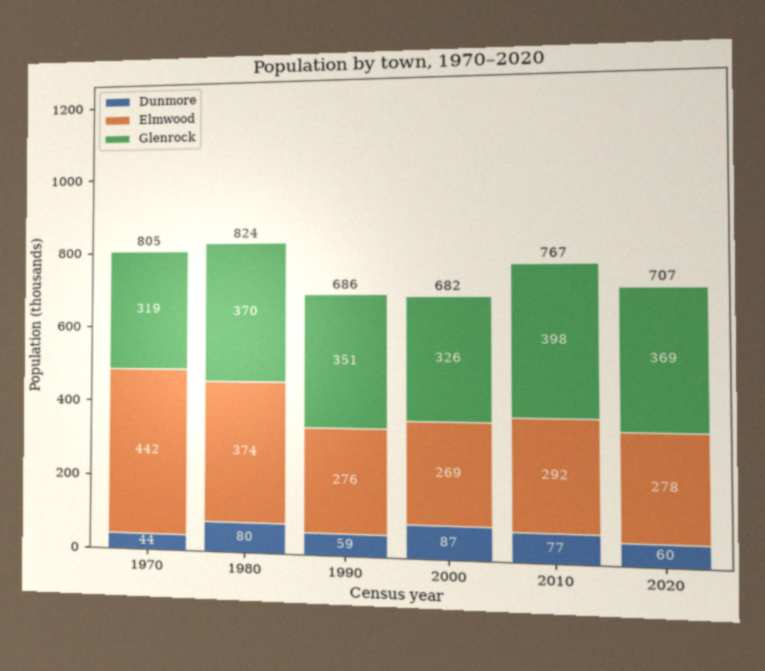 Population by town, 1970–2020
Dunmore
Elmwood
Glenrock
Population (thousands)
1200
1000
800
600
400
200
0
805 824 686 682 767 707
319 370 351 326 398 369
442 374 276 269 292 278
44 80 59 87 77 60
1970 1980 1990 2000 2010 2020
Census year